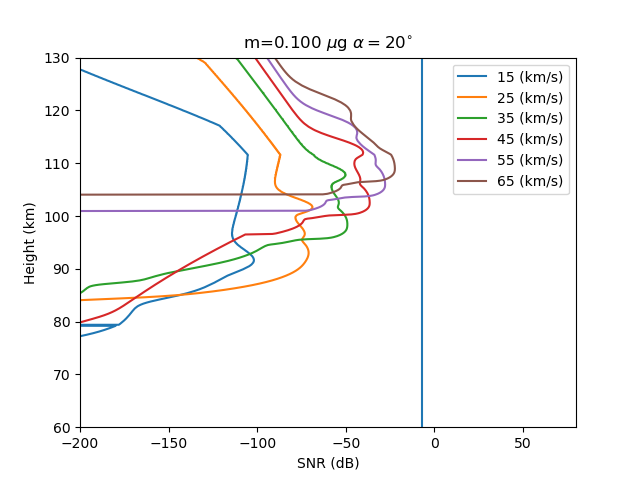 m=0.100 μg α = 20°
130
120
110
100
90
80
70
60
Height (km)
−200
−150
−100
−50
0
50
SNR (dB)
15 (km/s)
25 (km/s)
35 (km/s)
45 (km/s)
55 (km/s)
65 (km/s)